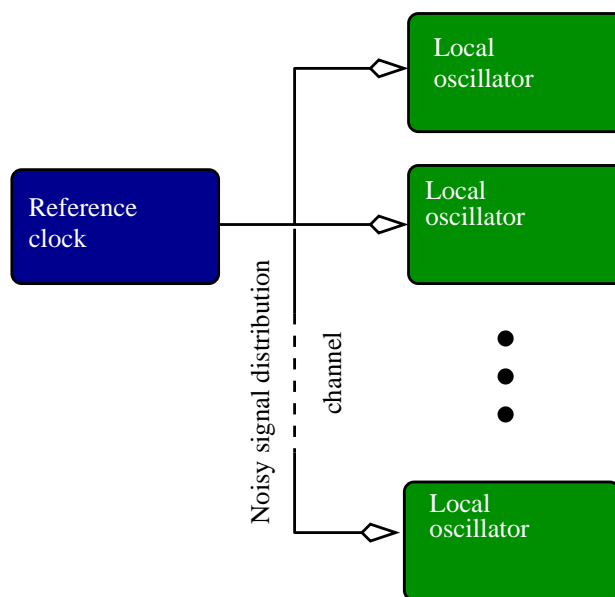 Local
oscillator
Reference
clock
Local
oscillator
Noisy signal distribution
channel
Local
oscillator